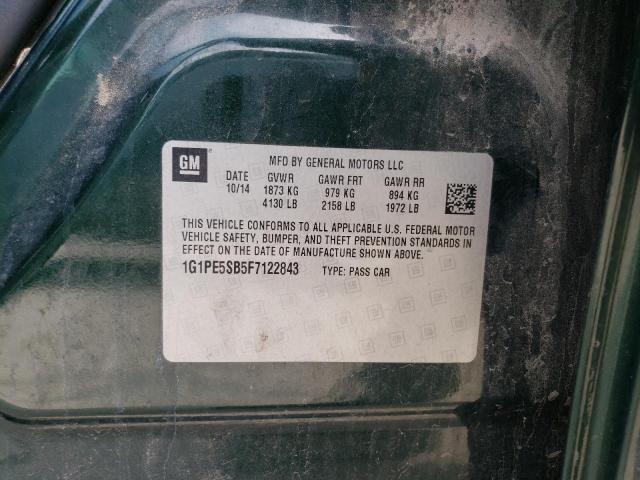 GM
MFD BY GENERAL MOTORS LLC
DATE GVWR GAWR FRT GAWR RR
10/14 1873 KG 979 KG 894 KG
4130 LB 2158 LB 1972 LB
THIS VEHICLE CONFORMS TO ALL APPLICABLE U.S. FEDERAL MOTOR
VEHICLE SAFETY, BUMPER, AND THEFT PREVENTION STANDARDS IN
EFFECT ON THE DATE OF MANUFACTURE SHOWN ABOVE.
1G1PE5SB5F7122843 TYPE: PASS CAR